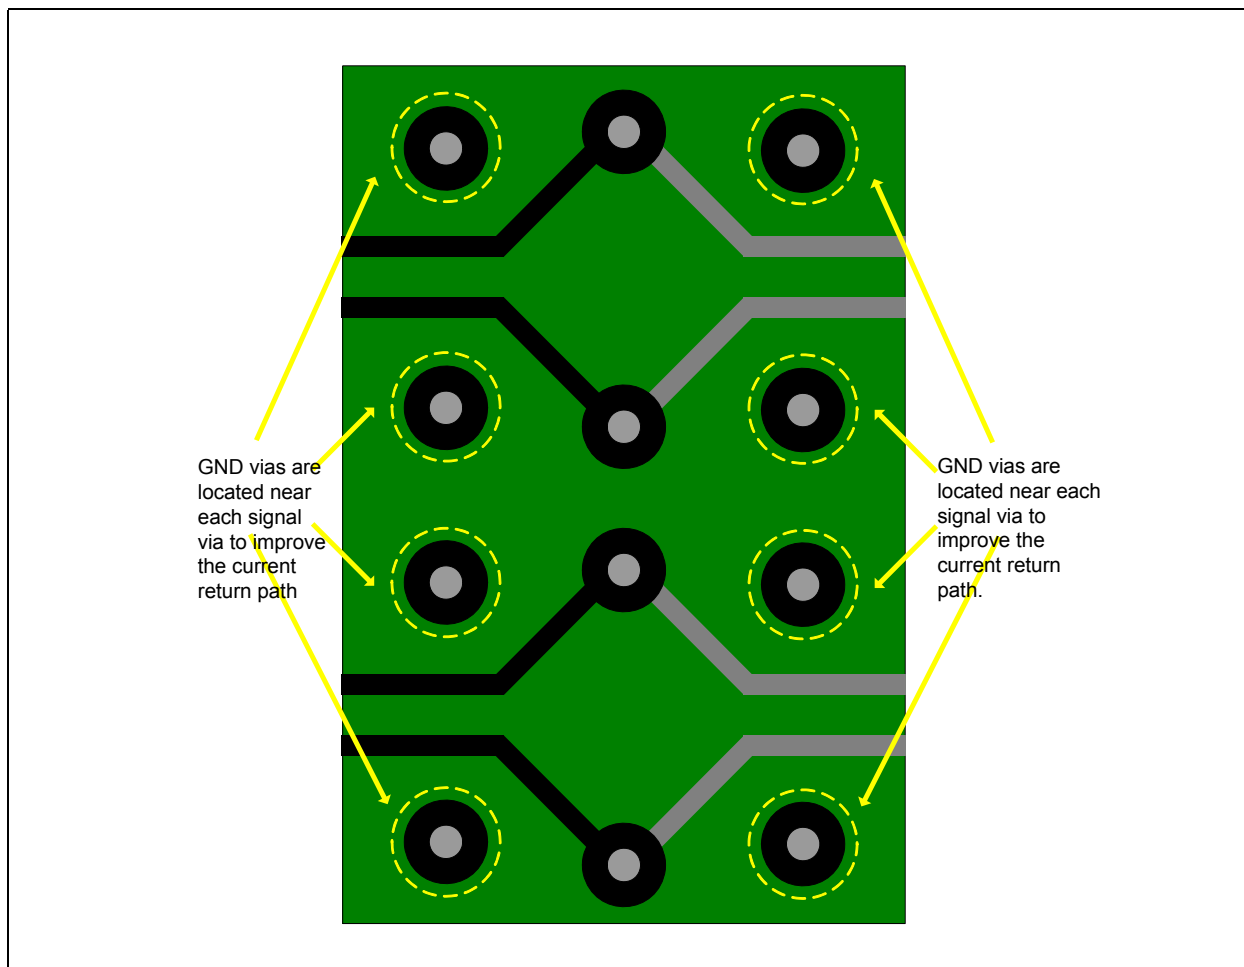 GND vias are
located near
each signal
via to improve
the current
return path
GND vias are
located near each
signal via to
improve the
current return
path.